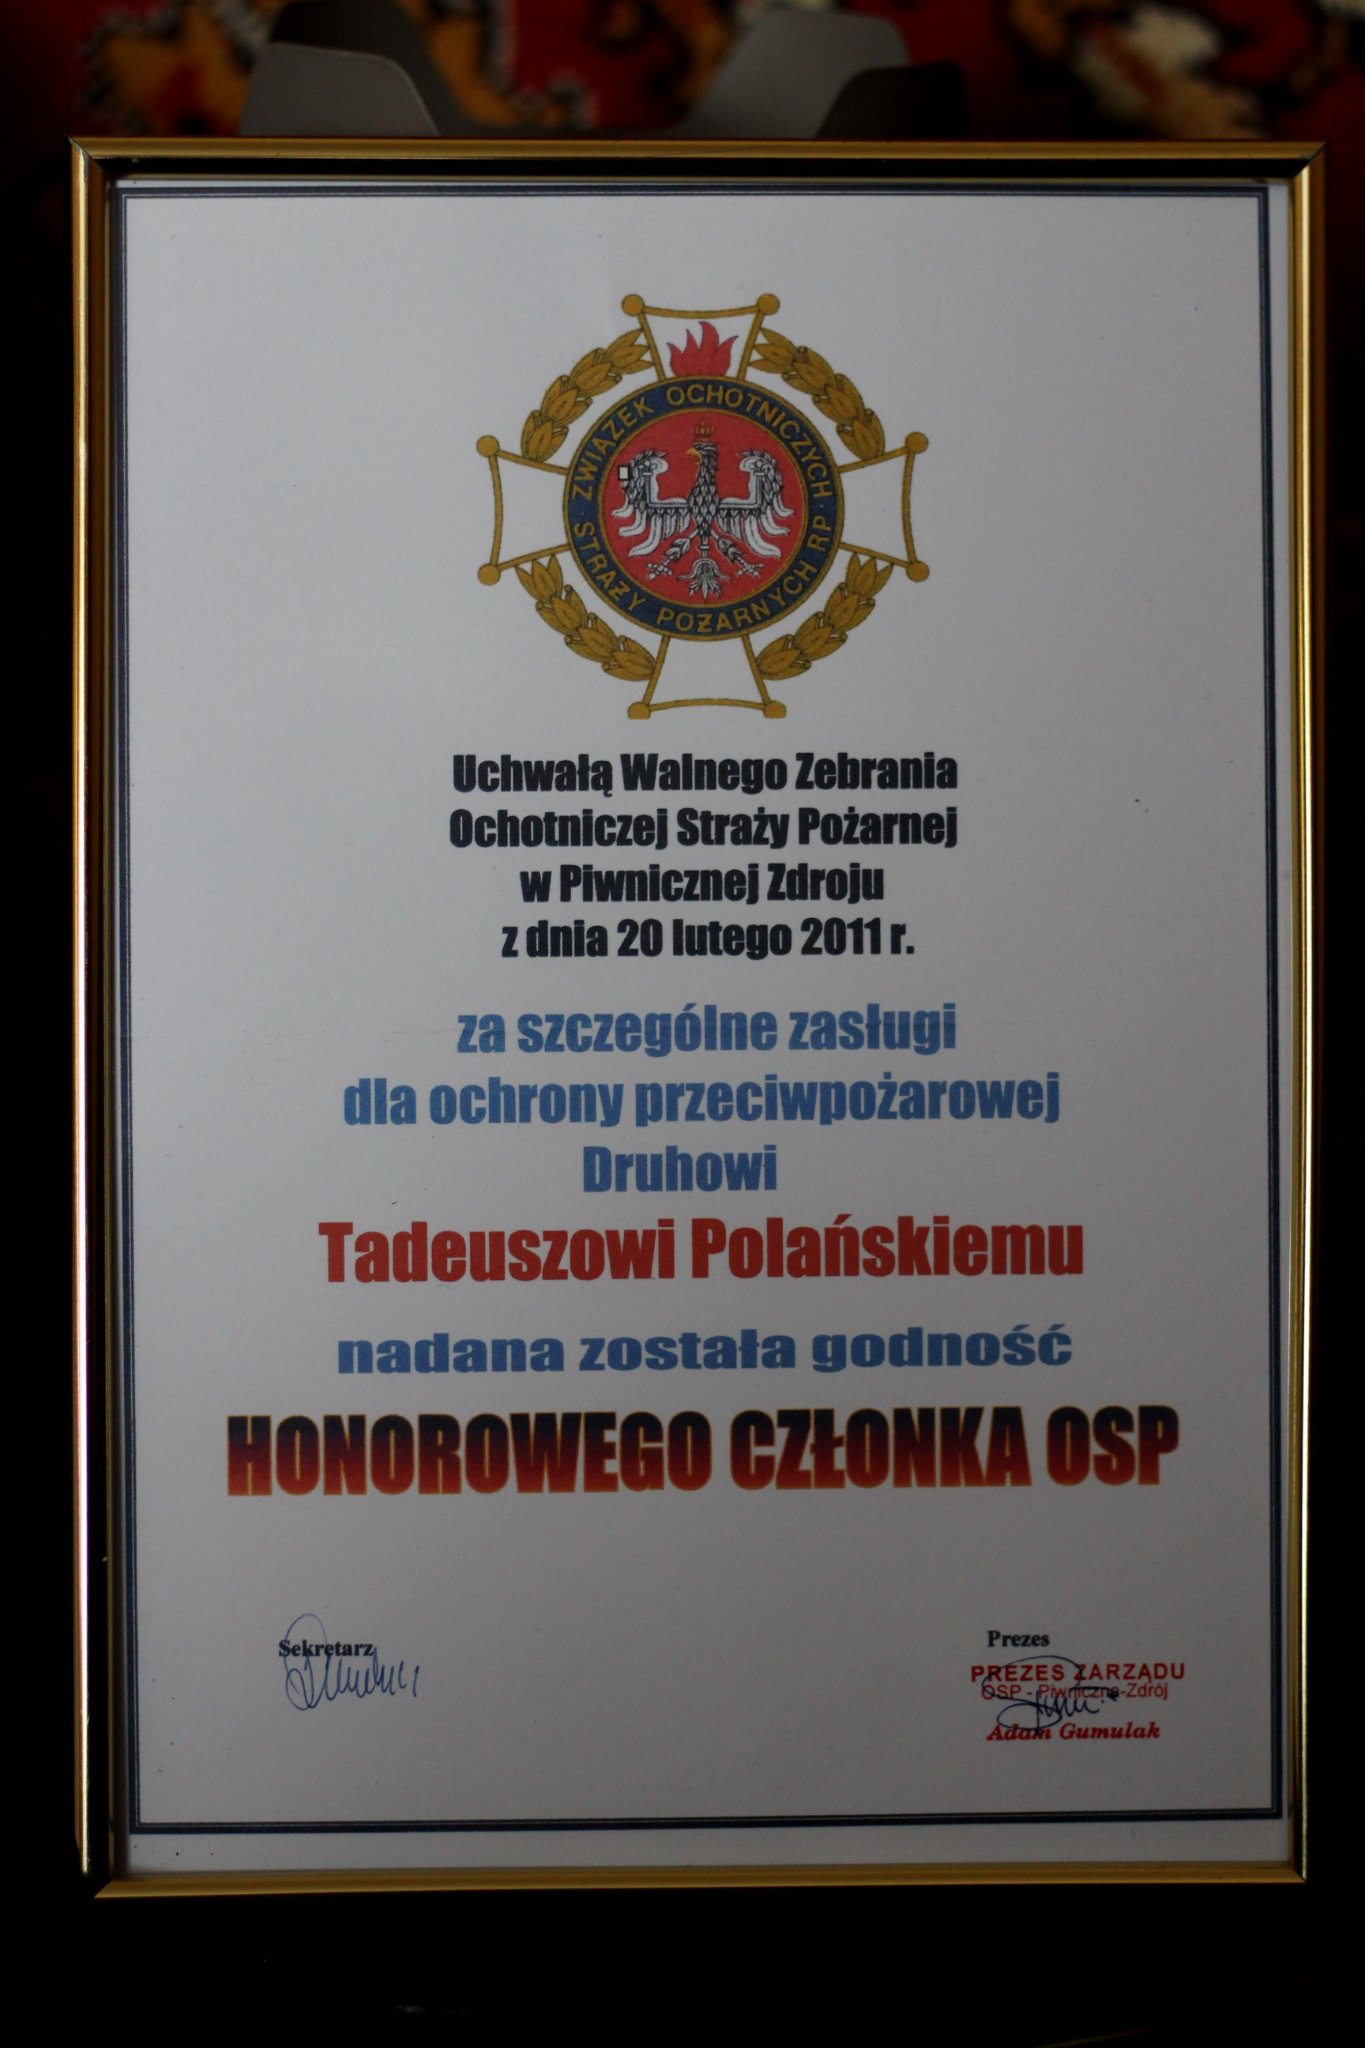 ZWIĄZEK OCHOTNICZYCH
STRAŻY POŻARNYCH RP
Uchwałą Walnego Zebrania
Ochotniczej Straży Pożarnej
w Piwnicznej Zdroju
z dnia 20 lutego 2011 r.
za szczególne zasługi
dla ochrony przeciwpożarowej
Druhowi
Tadeuszowi Polańskiemu
nadana została godność
HONOROWEGO CZŁONKA OSP
Sekretarz
Prezes
PREZES ZARZĄDU
OSP - Piwniczna-Zdrój
Adam Gumulak